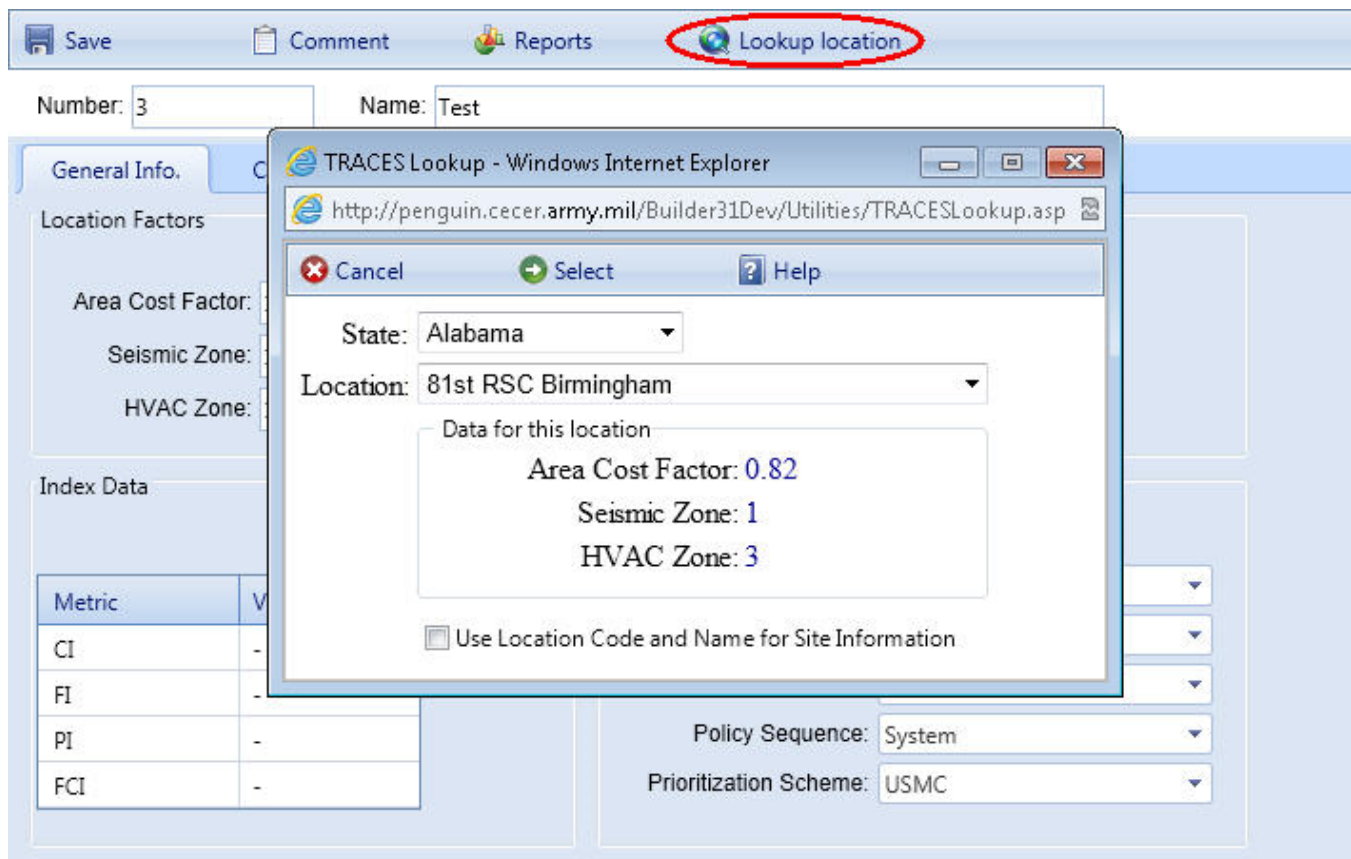 Save Comment Reports Lookup location
Number: 3 Name: Test
TRACES Lookup - Windows Internet Explorer
General Info. C
http://penguin.cecer.army.mil/Builder31Dev/Utilities/TRACESLookup.asp
Location Factors
Cancel Select Help
Area Cost Factor:
State: Alabama
Seismic Zone:
Location: 81st RSC Birmingham
HVAC Zone:
Data for this location
Area Cost Factor: 0.82
Index Data
Seismic Zone: 1
HVAC Zone: 3
Metric V
Use Location Code and Name for Site Information
CI -
FI -
PI -
Policy Sequence: System
FCI -
Prioritization Scheme: USMC